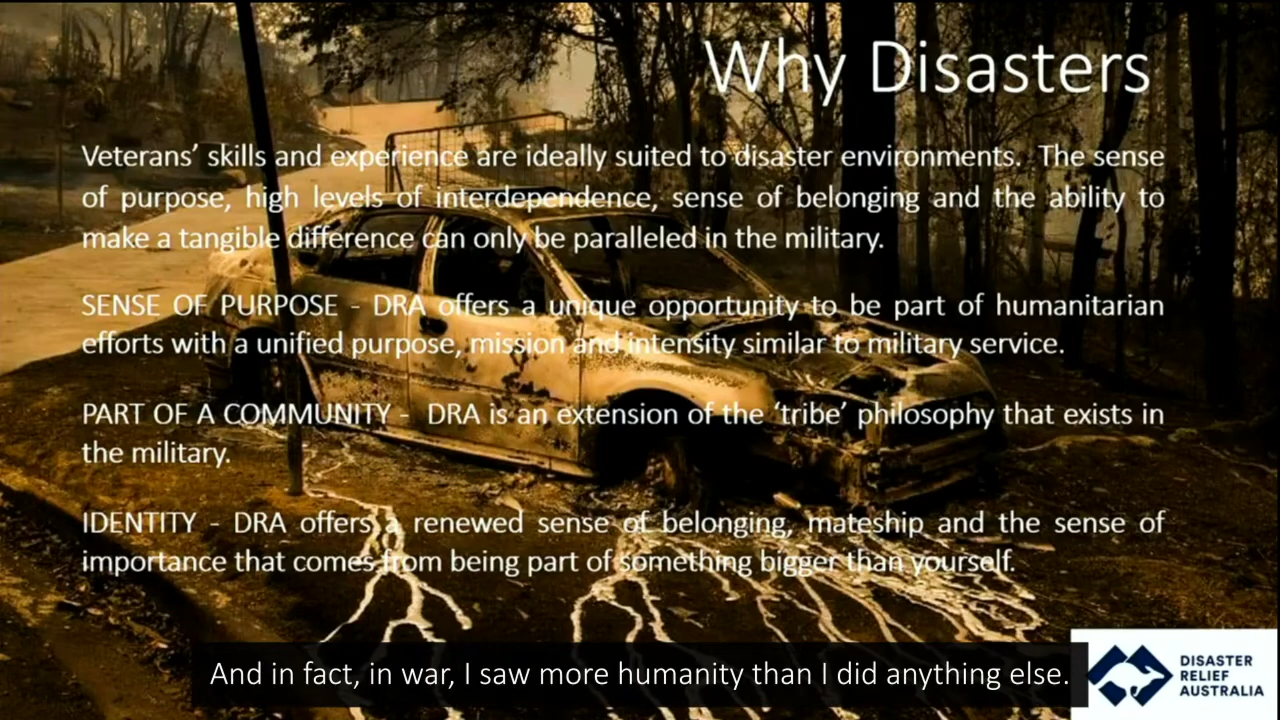 Why Disasters
Veterans’ skills and experience are ideally suited to disaster environments. The sense
of purpose, high levels of interdependence, sense of belonging and the ability to
make a tangible difference can only be paralleled in the military.
SENSE OF PURPOSE - DRA offers a unique opportunity to be part of humanitarian
efforts with a unified purpose, mission and intensity similar to military service.
PART OF A COMMUNITY - DRA is an extension of the ‘tribe’ philosophy that exists in
the military.
IDENTITY - DRA offers a renewed sense of belonging, mateship and the sense of
importance that comes from being part of something bigger than yourself.
And in fact, in war, I saw more humanity than I did anything else.
DISASTER
RELIEF
AUSTRALIA